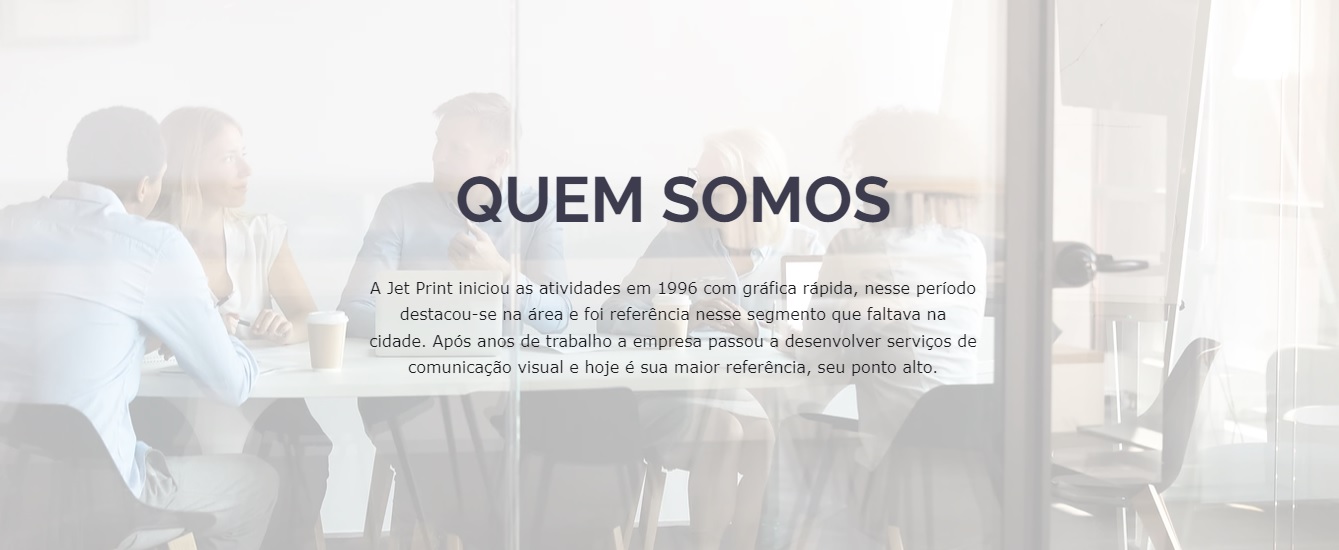 QUEM SOMOS
A Jet Print iniciou as atividades em 1996 com gráfica rápida, nesse período
destacou-se na área e foi referência nesse segmento que faltava na
cidade. Após anos de trabalho a empresa passou a desenvolver serviços de
comunicação visual e hoje é sua maior referência, seu ponto alto.